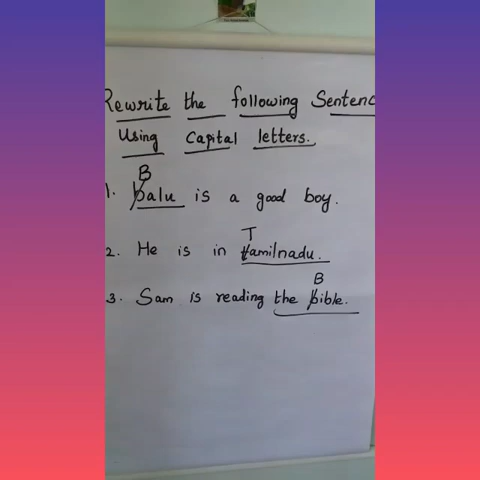 Rewrite the following Sentenc
Using Capital letters.
B
1. balu is a good boy.
T
2. He is in tamilnadu.
B
3. Sam is reading the bible.